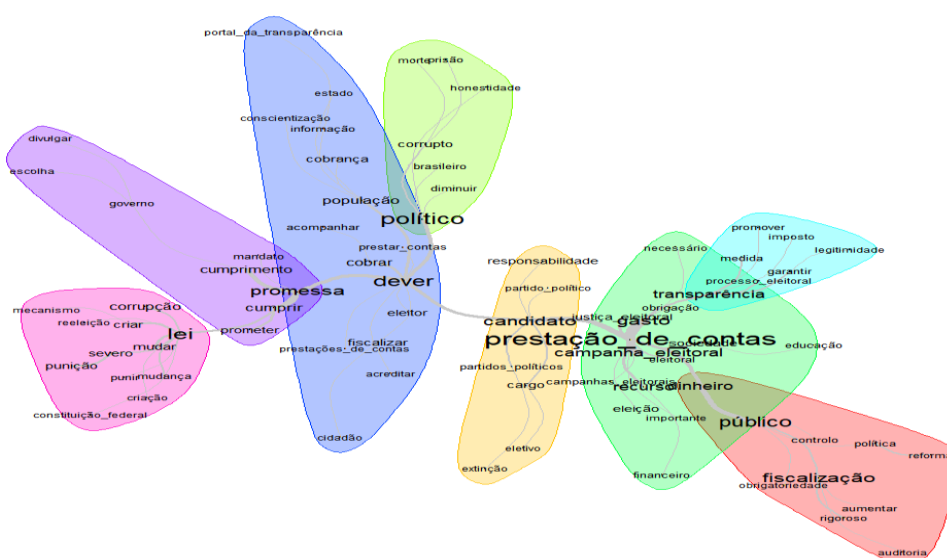 portal_da_transparência
estado
conscientização
informação
cobrança
população
acompanhar
prestar_contas
cobrar
dever
eleitor
fiscalizar
prestações_de_contas
acreditar
cidadão
morte
prisão
honestidade
corrupto
brasileiro
diminuir
político
divulgar
escolha
governo
mandato
cumprimento
promessa
cumprir
prometer
mecanismo
corrupção
reeleição
criar
lei
severo
mudar
punição
punir
mudança
criação
constituição_federal
responsabilidade
partido_político
candidato
partidos_políticos
cargo
eletivo
extinção
necessário
transparência
obrigação
justiça_eleitoral
gasto
prestação_de_contas
sociedade
educação
campanha_eleitoral
eleitoral
campanhas_eleitorais
recurso
dinheiro
eleição
importante
financeiro
promover
imposto
legitimidade
medida
garantir
processo_eleitoral
público
controlo
política
reforma
fiscalização
obrigatoriedade
aumentar
rigoroso
auditoria